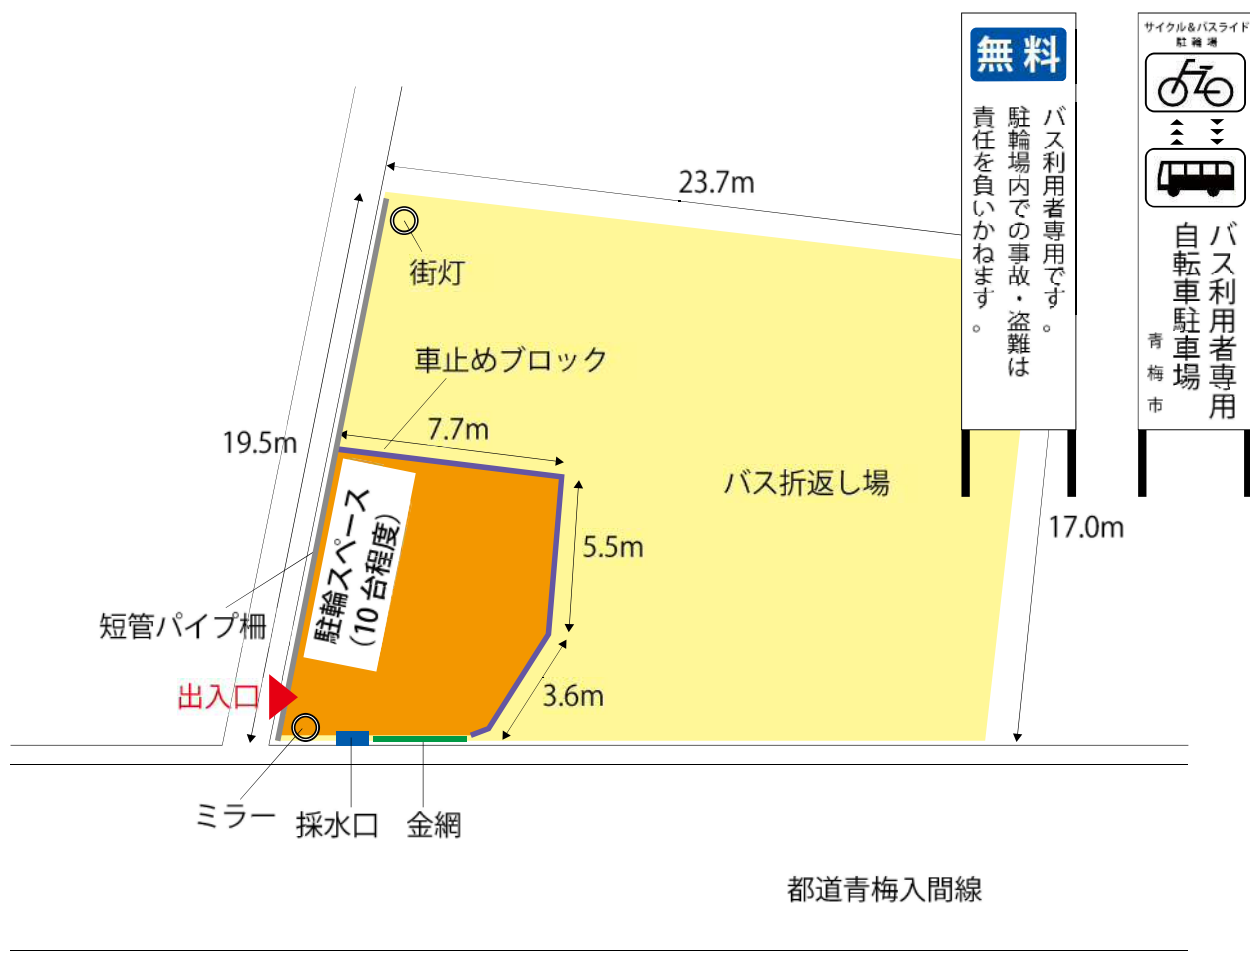 無料
バス利用者専用です。
駐輪場内での事故・盗難は
責任を負いかねます。
サイクル&バスライド
駐輪場
バス利用者専用
自転車駐車場
青梅市
23.7m
街灯
車止めブロック
7.7m
19.5m
バス折返し場
17.0m
5.5m
駐輪スペース
(10 台程度)
短管パイプ柵
出入口
3.6m
ミラー
採水口
金網
都道青梅入間線